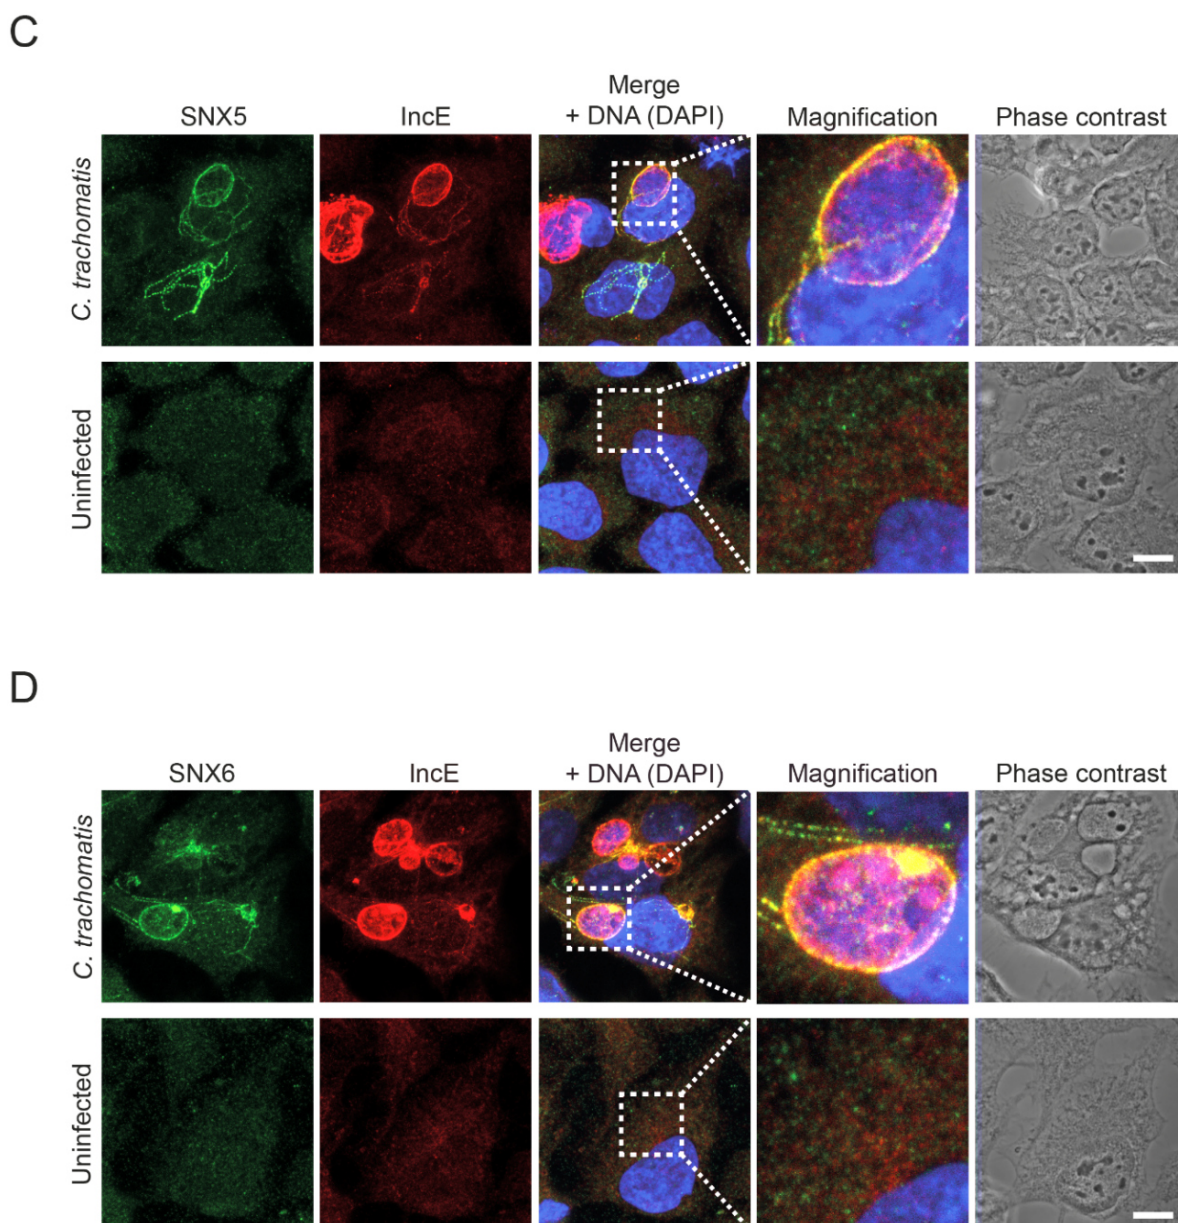 C
Merge
SNX5 IncE + DNA (DAPI) Magnification Phase contrast
C. trachomatis
Uninfected
D
Merge
SNX6 IncE + DNA (DAPI) Magnification Phase contrast
C. trachomatis
Uninfected